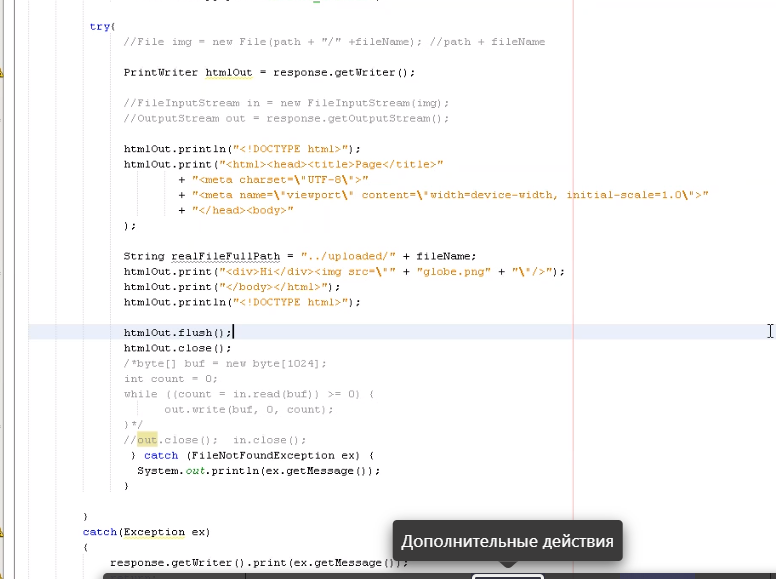 try{
//File img = new File(path + "/" +fileName); //path + fileName
PrintWriter htmlOut = response.getWriter();
//FileInputStream in = new FileInputStream(img);
//OutputStream out = response.getOutputStream();
htmlOut.println("<!DOCTYPE html>");
htmlOut.print("<html><head><title>Page</title>"
+ "<meta charset=\"UTF-8\">"
+ "<meta name=\"viewport\" content=\"width=device-width, initial-scale=1.0\">"
+ "</head><body>"
);
String realFileFullPath = "../uploaded/" + fileName;
htmlOut.print("<div>Hi</div><img src=\"" + "globe.png" + "\"/>");
htmlOut.print("</body></html>");
htmlOut.println("<!DOCTYPE html>");
htmlOut.flush();
htmlOut.close();
/*byte[] buf = new byte[1024];
int count = 0;
while ((count = in.read(buf)) >= 0) {
out.write(buf, 0, count);
}*/
//out.close(); in.close();
} catch (FileNotFoundException ex) {
System.out.println(ex.getMessage());
}
}
catch(Exception ex)
{
response.getWriter().print(ex.getMessage());
Дополнительные действия